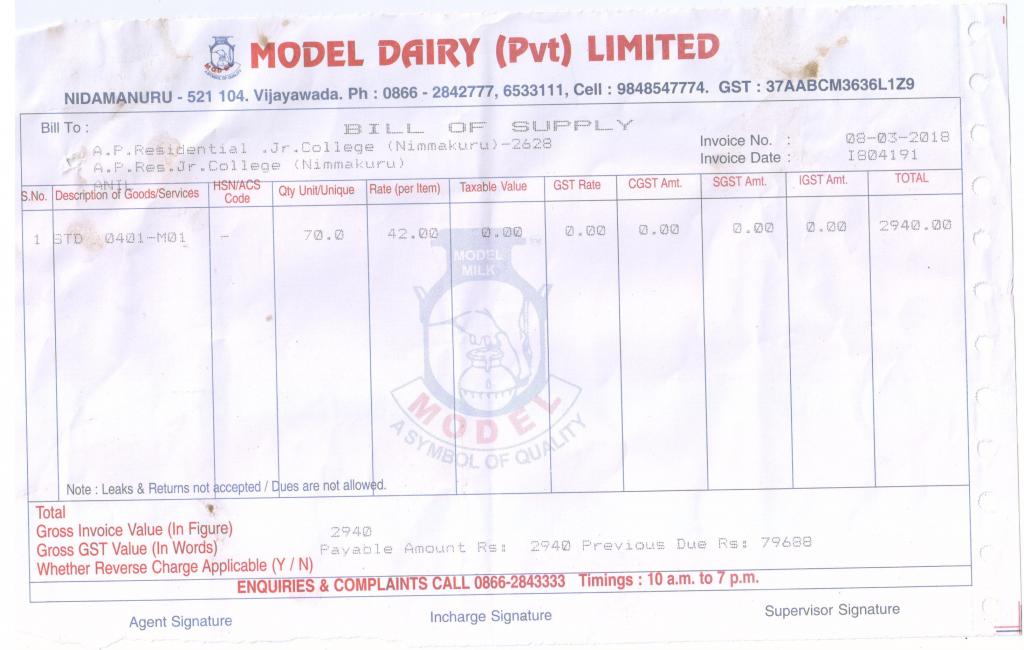 MODEL DAIRY (Pvt) LIMITED
NIDAMANURU - 521 104. Vijayawada. Ph : 0866 - 2842777, 6533111, Cell : 9848547774. GST : 37AABCM3636L1Z9
Bill To :
BILL OF SUPPLY
A.P.Residential .Jr.College (Nimmakuru)-2628
Invoice No. : 08-03-2018
A.P.Res.Jr.College (Nimmakuru)
Invoice Date : I804191
ANIL
S.No. Description of Goods/Services HSN/ACS Code Qty Unit/Unique Rate (per Item) Taxable Value GST Rate CGST Amt. SGST Amt. IGST Amt. TOTAL
1 STD 0401-M01 - 70.0 42.00 0.00 0.00 0.00 0.00 0.00 2940.00
MODEL
MILK
TM
MODEL
A SYMBOL OF QUALITY
Note : Leaks & Returns not accepted / Dues are not allowed.
Total
Gross Invoice Value (In Figure) 2940
Gross GST Value (In Words) Payable Amount Rs: 2940 Previous Due Rs: 79688
Whether Reverse Charge Applicable (Y / N)
ENQUIRIES & COMPLAINTS CALL 0866-2843333 Timings : 10 a.m. to 7 p.m.
Agent Signature Incharge Signature Supervisor Signature